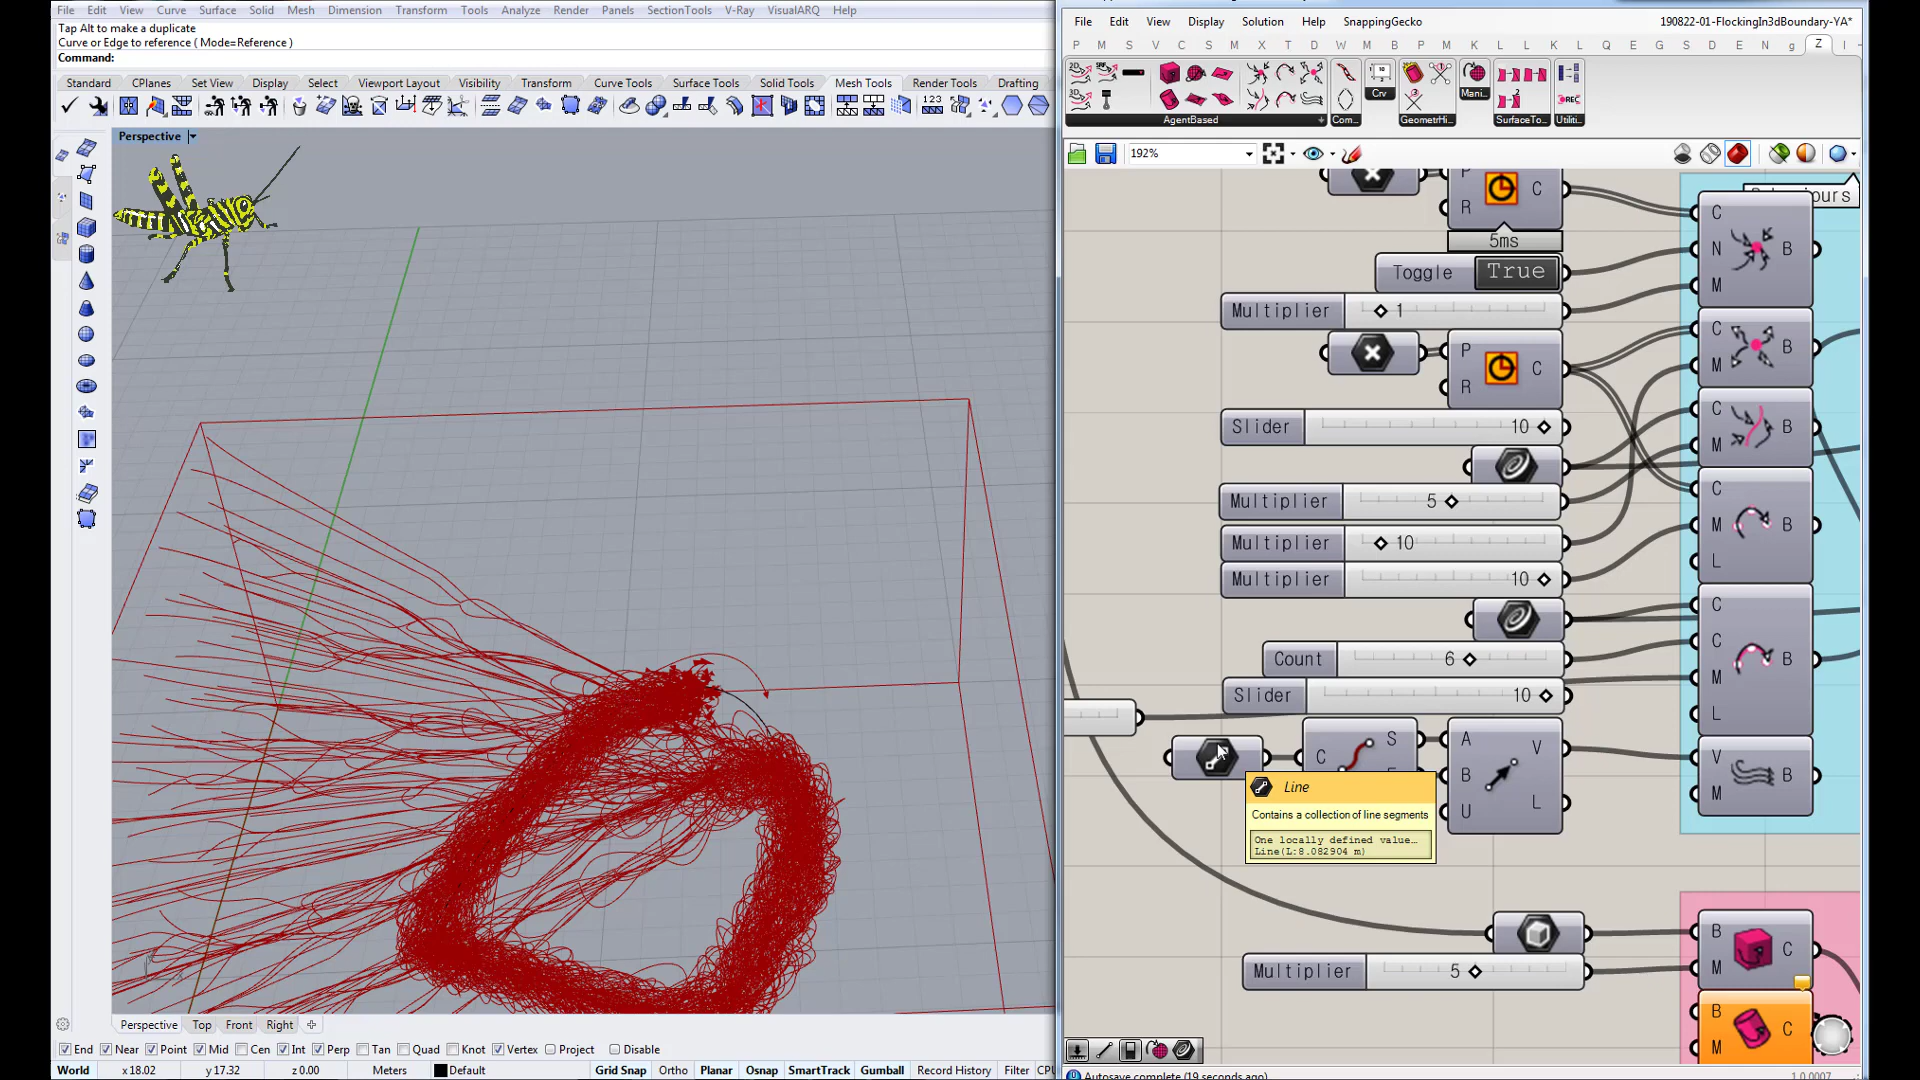 File Edit View Curve Surface Solid Mesh Dimension Transform Tools Analyze Render Panels SectionTools V-Ray VisualARQ Help
Tap Alt to make a duplicate
Curve or Edge to reference ( Mode=Reference )
Command:
Standard CPlanes Set View Display Select Viewport Layout Visibility Transform Curve Tools Surface Tools Solid Tools Mesh Tools Render Tools Drafting
Perspective
Perspective Top Front Right
End Near Point Mid Cen Int Perp Tan Quad Knot Vertex Project Disable
World x 18.02 y 17.32 z 0.00 Meters Default Grid Snap Ortho Planar Osnap SmartTrack Gumball Record History Filter
File Edit View Display Solution Help SnappingGecko 190822-01-FlockingIn3dBoundary-YA*
P M S V C S M X T D W M B P M K L L K L Q E G S D E N g Z I
Crv Mani...
2
REC
AgentBased Com... GeometrHi... SurfaceTo... Utiliti...
192%
P
R
C
5ms
Toggle True
Multiplier 1
P
R
C
Slider 10
Multiplier 5
Multiplier 10
Multiplier 10
Count 6
Slider 10
C
S
A
B
U
V
L
Line
Contains a collection of line segments
One locally defined value...
Line(L:8.082904 m)
Multiplier 5
C
N
M
B
C
M
B
C
M
B
C
M
L
B
C
C
M
L
B
V
M
B
B
M
C
B
M
C
Autosave complete (19 seconds ago)
1.0.0007